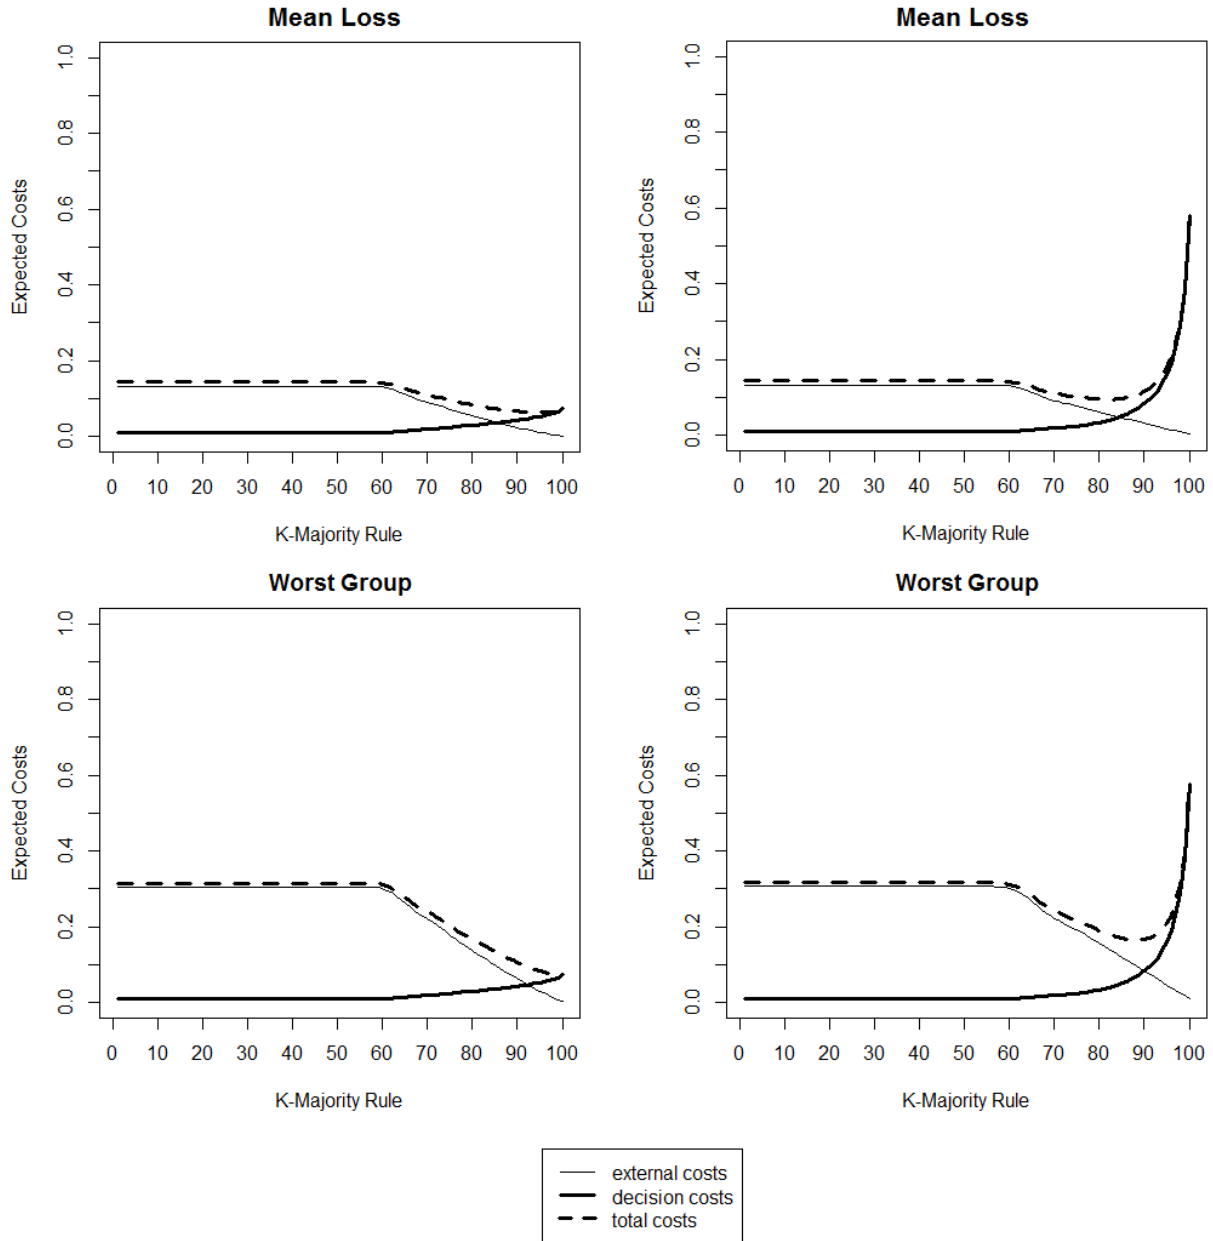 Mean Loss
1.0
0.8
0.6
0.4
0.2
0.0
Expected Costs
0 10 20 30 40 50 60 70 80 90 100
K-Majority Rule
Mean Loss
1.0
0.8
0.6
0.4
0.2
0.0
Expected Costs
0 10 20 30 40 50 60 70 80 90 100
K-Majority Rule
Worst Group
1.0
0.8
0.6
0.4
0.2
0.0
Expected Costs
0 10 20 30 40 50 60 70 80 90 100
K-Majority Rule
Worst Group
1.0
0.8
0.6
0.4
0.2
0.0
Expected Costs
0 10 20 30 40 50 60 70 80 90 100
K-Majority Rule
external costs
decision costs
total costs